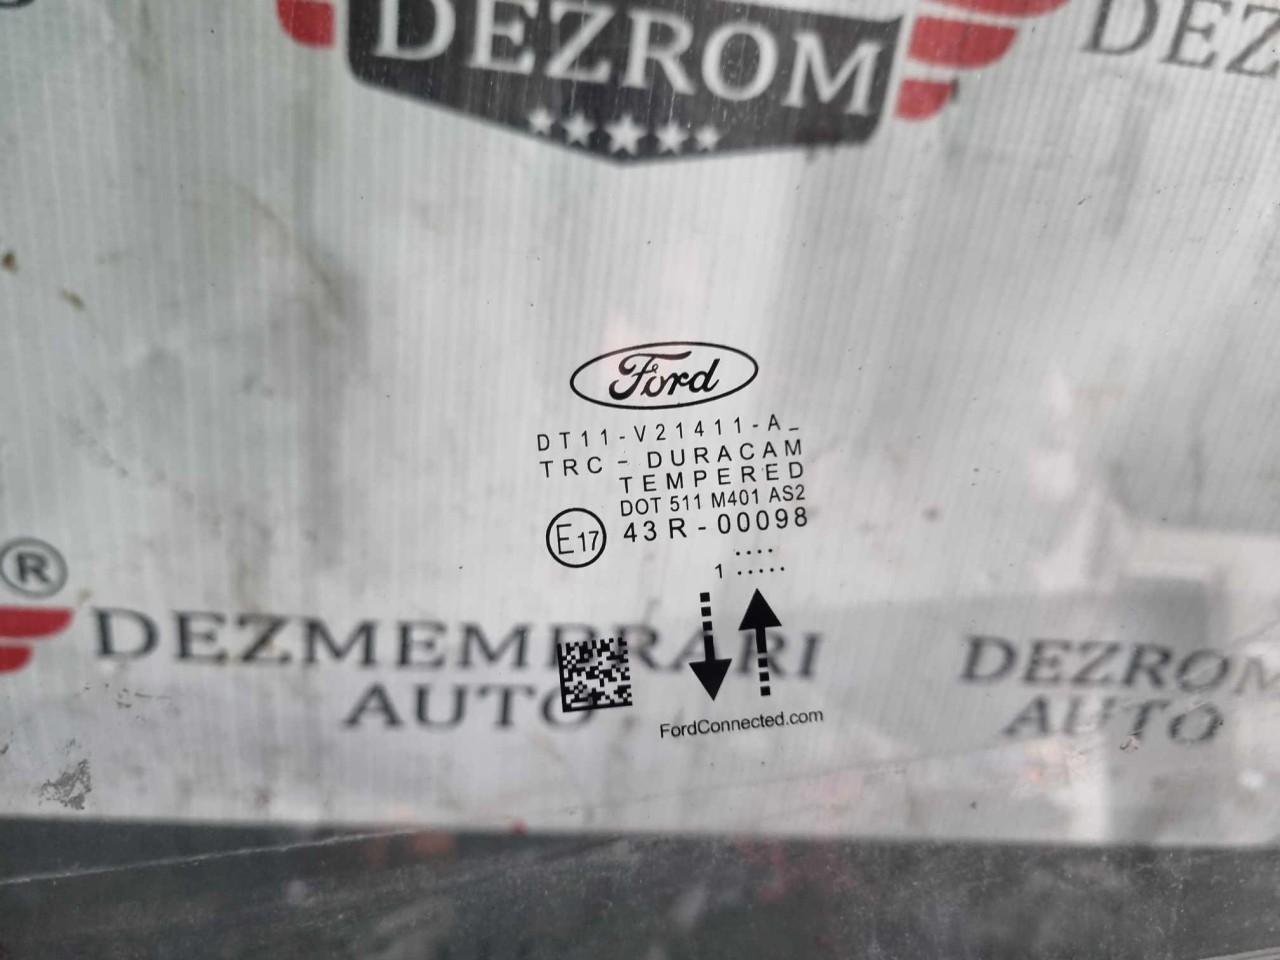 DEZROM
DEZ
Ford
DT11-V21411-A_
TRC - DURACAM
TEMPERED
DOT 511 M401 AS2
E17 43R-00098
....
1 .....
®
DEZMEMBRARI
AUTO
DEZROM
AUTO
FordConnected.com